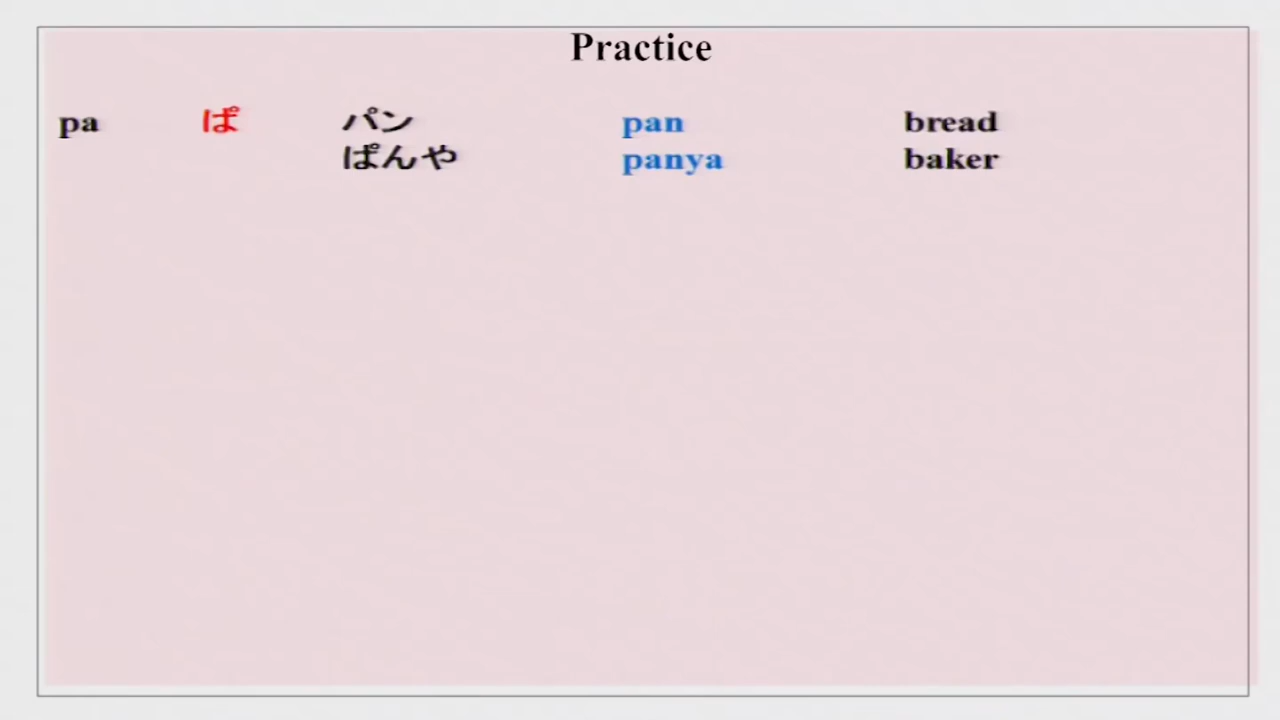 Practice
pa ぱ パン pan bread
ぱんや panya baker